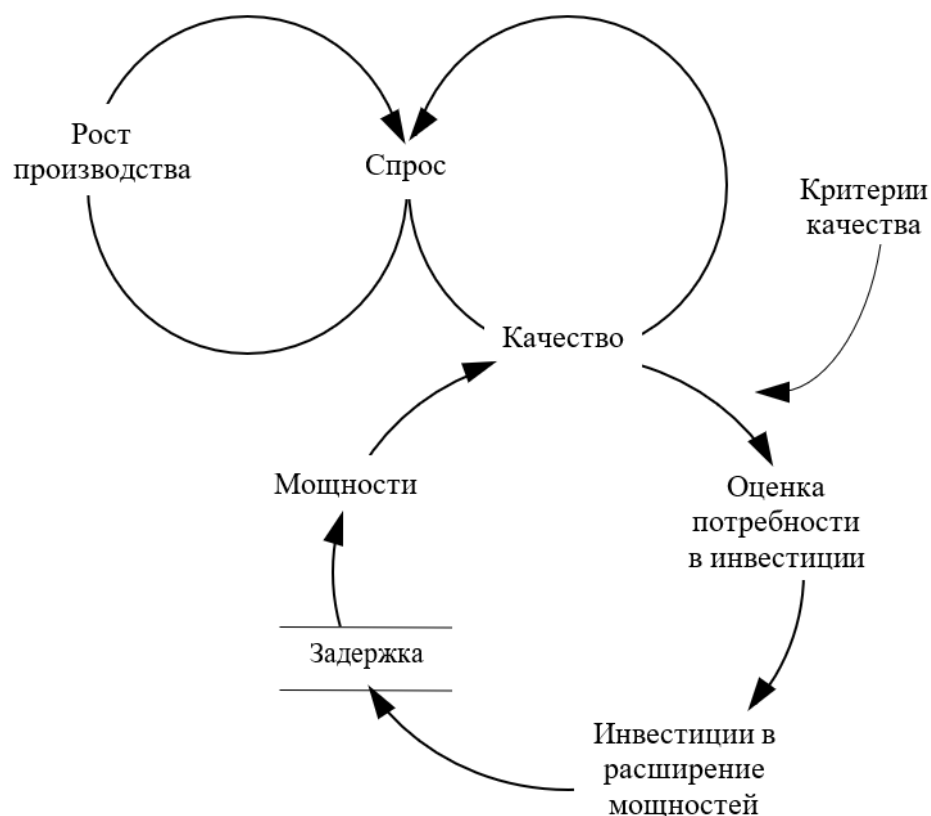 Рост
производства
Спрос
Критерии
качества
Качество
Мощности
Оценка
потребности
в инвестиции
Задержка
Инвестиции в
расширение
мощностей